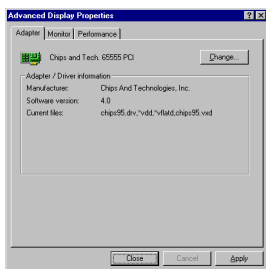 Advanced Display Properties
Adapter Monitor Performance
Chips and Tech. 65555 PCI
Change...
Adapter / Driver information
Manufacturer: Chips And Technologies, Inc.
Software version: 4.0
Current files: chips95.drv,*vdd,*vflatd,chips95.vxd
Close Cancel Apply